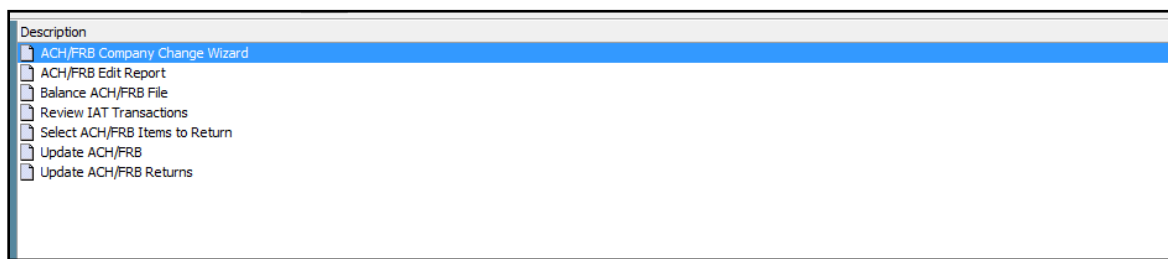 Description
ACH/FRB Company Change Wizard
ACH/FRB Edit Report
Balance ACH/FRB File
Review IAT Transactions
Select ACH/FRB Items to Return
Update ACH/FRB
Update ACH/FRB Returns